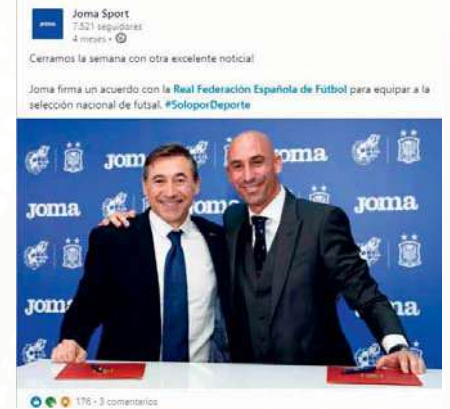 Joma Sport
7.521 seguidores
4 meses •
Cerramos la semana con otra excelente noticia!
Joma firma un acuerdo con la Real Federación Española de Fútbol para equipar a la
selección nacional de futsal. #SoloporDeporte
Joma
Joma
Joma
Joma
Joma
Joma
176 • 3 comentarios